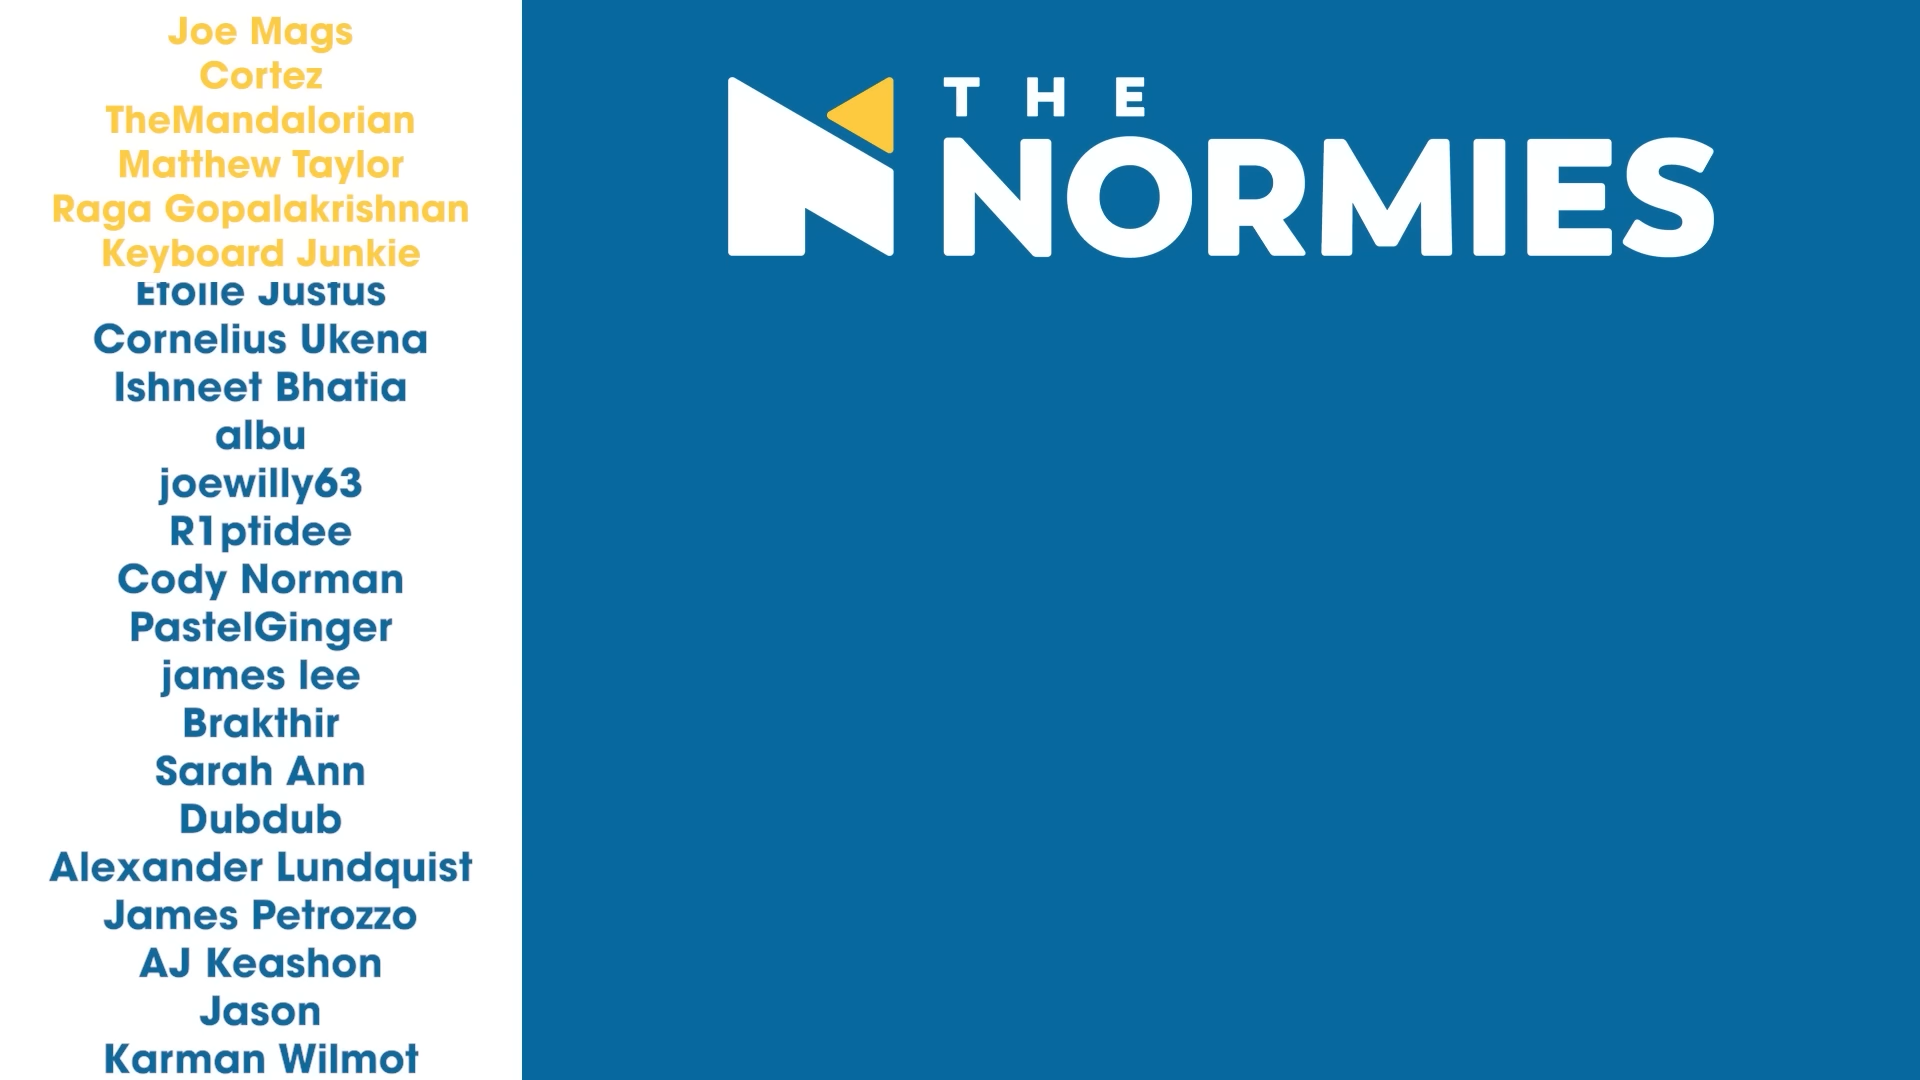 Joe Mags
Cortez
TheMandalorian
Matthew Taylor
Raga Gopalakrishnan
Keyboard Junkie
Etoile Justus
Cornelius Ukena
Ishneet Bhatia
albu
joewilly63
R1ptidee
Cody Norman
PastelGinger
james lee
Brakthir
Sarah Ann
Dubdub
Alexander Lundquist
James Petrozzo
AJ Keashon
Jason
Karman Wilmot
THE
NORMIES